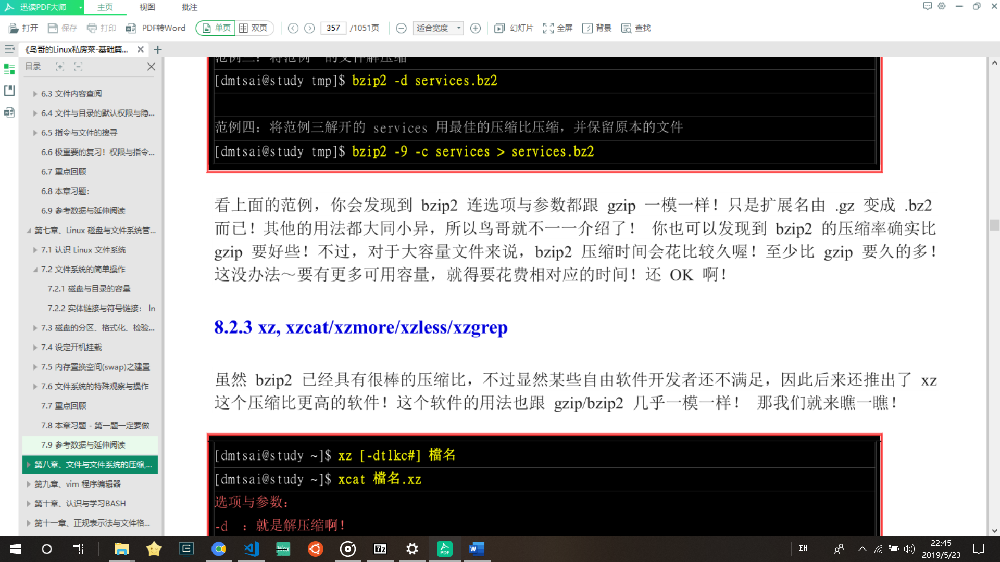 迅读PDF大师
主页
视图
批注
打开
保存
打印
PDF转Word
单页
双页
357
/1051页
适合宽度
幻灯片
全屏
背景
查找
《鸟哥的Linux私房菜-基础篇...
目录
6.3 文件内容查阅
6.4 文件与目录的默认权限与隐...
6.5 指令与文件的搜寻
6.6 极重要的复习！权限与指令...
6.7 重点回顾
6.8 本章习题：
6.9 参考数据与延伸阅读
第七章、Linux 磁盘与文件系统管...
7.1 认识 Linux 文件系统
7.2 文件系统的简单操作
7.2.1 磁盘与目录的容量
7.2.2 实体链接与符号链接： ln
7.3 磁盘的分区、格式化、检验...
7.4 设定开机挂载
7.5 内存置换空间(swap)之建置
7.6 文件系统的特殊观察与操作
7.7 重点回顾
7.8 本章习题 - 第一题一定要做
7.9 参考数据与延伸阅读
第八章、文件与文件系统的压缩,...
第九章、vim 程序编辑器
第十章、认识与学习BASH
第十一章、正规表示法与文件格...
[dmtsai@study tmp]$ bzip2 -d services.bz2
范例四：将范例三解开的 services 用最佳的压缩比压缩，并保留原本的文件
[dmtsai@study tmp]$ bzip2 -9 -c services > services.bz2
看上面的范例，你会发现到 bzip2 连选项与参数都跟 gzip 一模一样！只是扩展名由 .gz 变成 .bz2
而已！其他的用法都大同小异，所以鸟哥就不一一介绍了！ 你也可以发现到 bzip2 的压缩率确实比
gzip 要好些！不过，对于大容量文件来说，bzip2 压缩时间会花比较久喔！至少比 gzip 要久的多！
这没办法～要有更多可用容量，就得要花费相对应的时间！还 OK 啊！
8.2.3 xz, xzcat/xzmore/xzless/xzgrep
虽然 bzip2 已经具有很棒的压缩比，不过显然某些自由软件开发者还不满足，因此后来还推出了 xz
这个压缩比更高的软件！这个软件的用法也跟 gzip/bzip2 几乎一模一样！ 那我们就来瞧一瞧！
[dmtsai@study ~]$ xz [-dtlkc#] 檔名
[dmtsai@study ~]$ xcat 檔名.xz
选项与参数：
-d ：就是解压缩啊！
Wox
7z
PDF
EN
22:45
2019/5/23